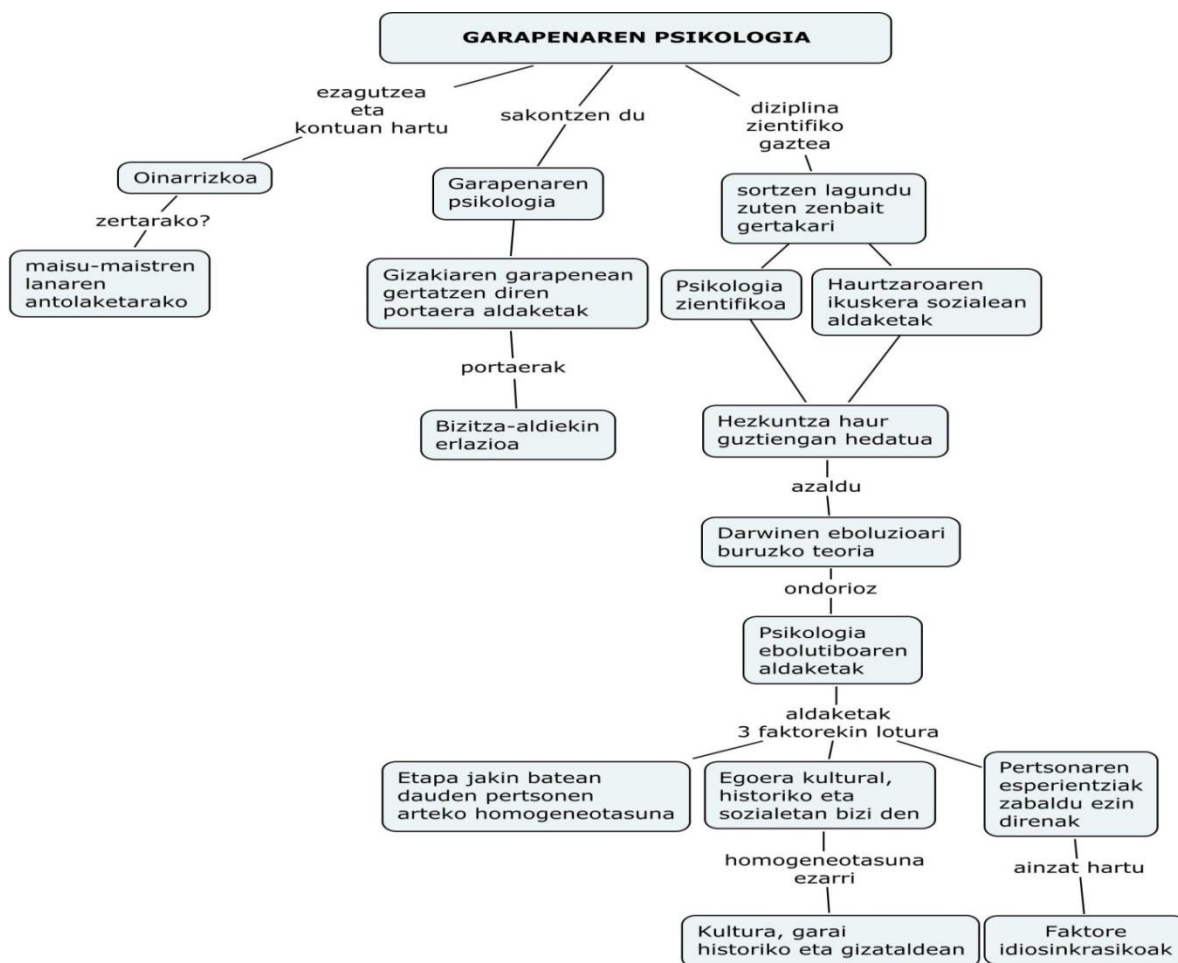 GARAPENAREN PSIKOLOGIA
ezagutzea
eta
kontuan hartu
Oinarrizkoa
zertarako?
maisu-maistren
lanaren
antolaketarako
sakontzen du
Garapenaren
psikologia
Gizakiaren garapenean
gertatzen diren
portaera aldaketak
portaerak
Bizitza-aldiekin
erlazioa
diziplina
zientifiko
gaztea
sortzen lagundu
zuten zenbait
gertakari
Psikologia
zientifikoa
Haurtzaroaren
ikuskera sozialean
aldaketak
Hezkuntza haur
guztiengan hedatua
azaldu
Darwinen eboluzioari
buruzko teoria
ondorioz
Psikologia
ebolutiboaren
aldaketak
aldaketak
3 faktorekin lotura
Etapa jakin batean
dauden pertsonen
arteko homogeneotasuna
Egoera kultural,
historiko eta
sozialetan bizi den
homogeneotasuna
ezarri
Kultura, garai
historiko eta gizataldean
Pertsonaren
esperientziak
zabaldu ezin
direnak
ainzat hartu
Faktore
idiosinkrasikoak